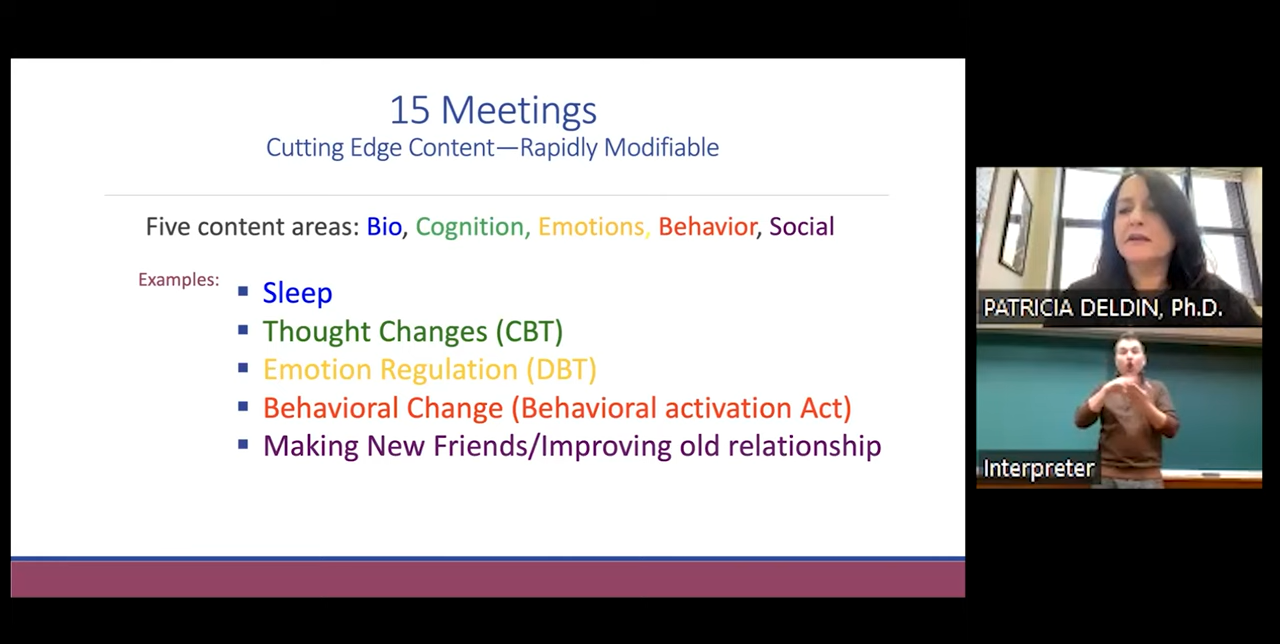 15 Meetings
Cutting Edge Content—Rapidly Modifiable
Five content areas: Bio, Cognition, Emotions, Behavior, Social
Examples:
▪ Sleep
▪ Thought Changes (CBT)
▪ Emotion Regulation (DBT)
▪ Behavioral Change (Behavioral activation Act)
▪ Making New Friends/Improving old relationship
PATRICIA DELDIN, Ph.D.
Interpreter